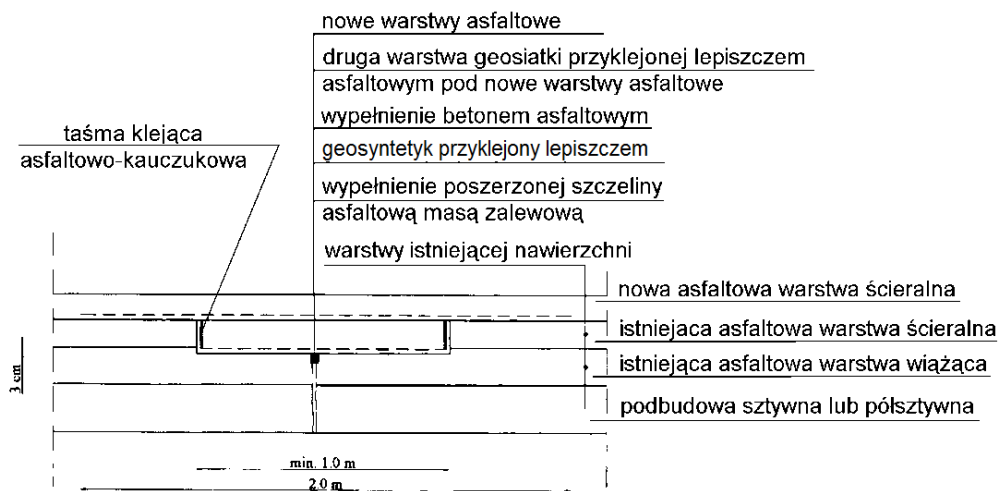 nowe warstwy asfaltowe
druga warstwa geosiatki przyklejonej lepiszczem
asfaltowym pod nowe warstwy asfaltowe
wypełnienie betonem asfaltowym
geosyntetyk przyklejony lepiszczem
wypełnienie poszerzonej szczeliny
asfaltową masą zalewową
warstwy istniejącej nawierzchni
taśma klejąca
asfaltowo-kauczukowa
nowa asfaltowa warstwa ścieralna
istniejaca asfaltowa warstwa ścieralna
istniejąca asfaltowa warstwa wiążąca
podbudowa sztywna lub półsztywna
3 cm
min. 1.0 m
2.0 m